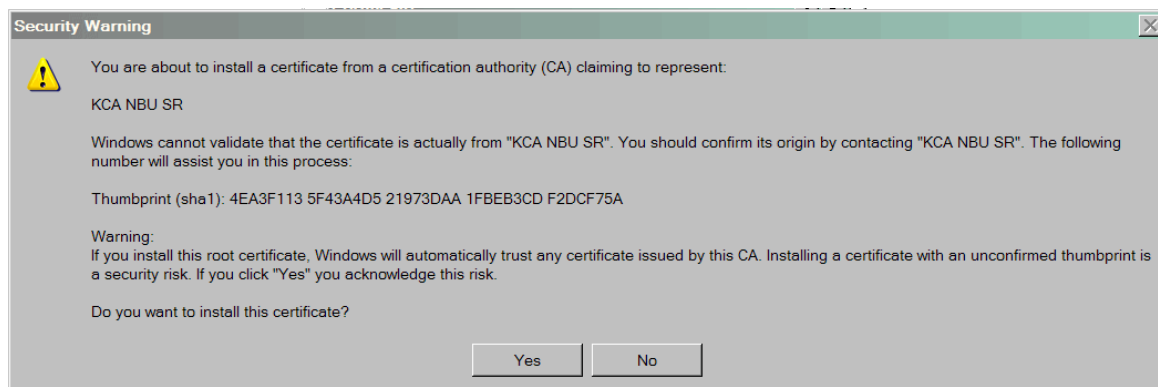 Security Warning
You are about to install a certificate from a certification authority (CA) claiming to represent:
KCA NBU SR
Windows cannot validate that the certificate is actually from "KCA NBU SR". You should confirm its origin by contacting "KCA NBU SR". The following
number will assist you in this process:
Thumbprint (sha1): 4EA3F113 5F43A4D5 21973DAA 1FBEB3CD F2DCF75A
Warning:
If you install this root certificate, Windows will automatically trust any certificate issued by this CA. Installing a certificate with an unconfirmed thumbprint is
a security risk. If you click "Yes" you acknowledge this risk.
Do you want to install this certificate?
Yes No